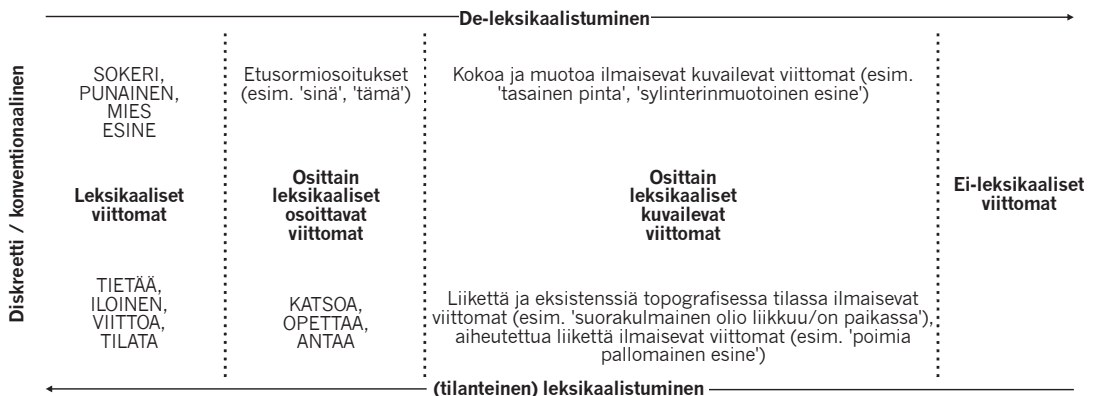 De-leksikaalistuminen
Diskreetti / konventionaalinen
SOKERI,
PUNAINEN,
MIES
ESINE
Etusormiosoitukset
(esim. 'sinä', 'tämä')
Kokoa ja muotoa ilmaisevat kuvailevat viittomat (esim.
'tasainen pinta', 'sylinterinmuotoinen esine')
Leksikaaliset
viittomat
Osittain
leksikaaliset
osoittavat
viittomat
Osittain
leksikaaliset
kuvailevat
viittomat
Ei-leksikaaliset
viittomat
TIETÄÄ,
ILOINEN,
VIITTOA,
TILATA
KATSOA,
OPETTAA,
ANTAA
Liikettä ja eksistenssiä topografisessa tilassa ilmaisevat
viittomat (esim. 'suorakulmainen olio liikkuu/on paikassa'),
aiheutettua liikettä ilmaisevat viittomat (esim. 'poimia
pallomainen esine')
(tilanteinen) leksikaalistuminen